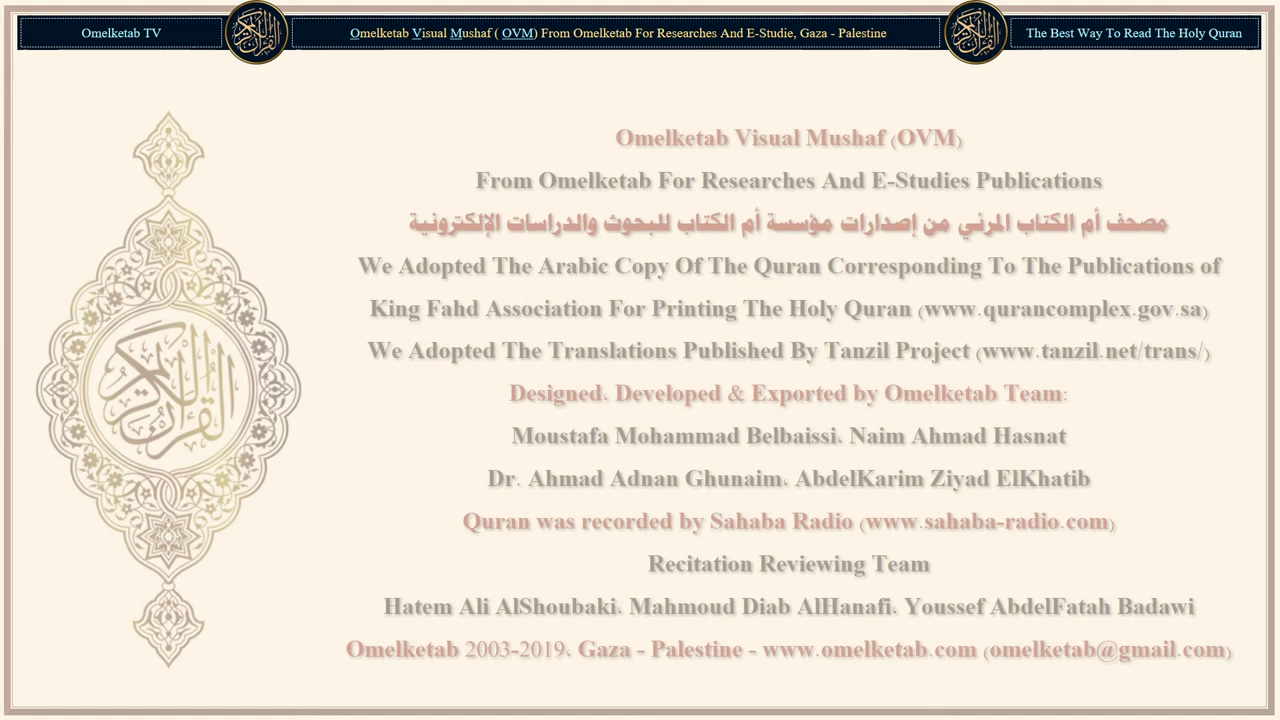 Omelketab TV
Omelketab Visual Mushaf ( OVM) From Omelketab For Researches And E-Studie, Gaza - Palestine
The Best Way To Read The Holy Quran
القرآن الكريم
Omelketab Visual Mushaf (OVM)
From Omelketab For Researches And E-Studies Publications
مصحف أم الكتاب المرئي من إصدارات مؤسسة أم الكتاب للبحوث والدراسات الإلكترونية
We Adopted The Arabic Copy Of The Quran Corresponding To The Publications of
King Fahd Association For Printing The Holy Quran (www.qurancomplex.gov.sa)
We Adopted The Translations Published By Tanzil Project (www.tanzil.net/trans/)
Designed، Developed & Exported by Omelketab Team:
Moustafa Mohammad Belbaissi، Naim Ahmad Hasnat
Dr. Ahmad Adnan Ghunaim، AbdelKarim Ziyad ElKhatib
Quran was recorded by Sahaba Radio (www.sahaba-radio.com)
Recitation Reviewing Team
Hatem Ali AlShoubaki، Mahmoud Diab AlHanafi، Youssef AbdelFatah Badawi
Omelketab 2003-2019، Gaza - Palestine - www.omelketab.com (omelketab@gmail.com)